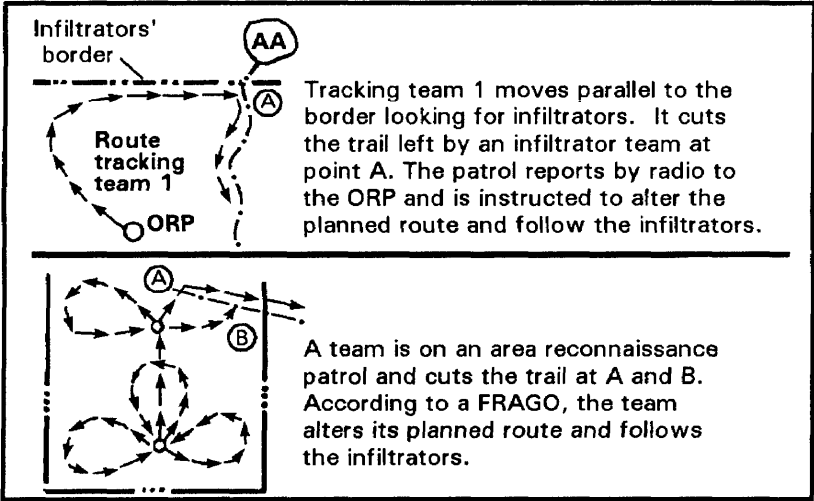 Infiltrators'
border
AA
A
Route
tracking
team 1
ORP
Tracking team 1 moves parallel to the
border looking for infiltrators. It cuts
the trail left by an infiltrator team at
point A. The patrol reports by radio to
the ORP and is instructed to alter the
planned route and follow the infiltrators.
A
B
A team is on an area reconnaissance
patrol and cuts the trail at A and B.
According to a FRAGO, the team
alters its planned route and follows
the infiltrators.